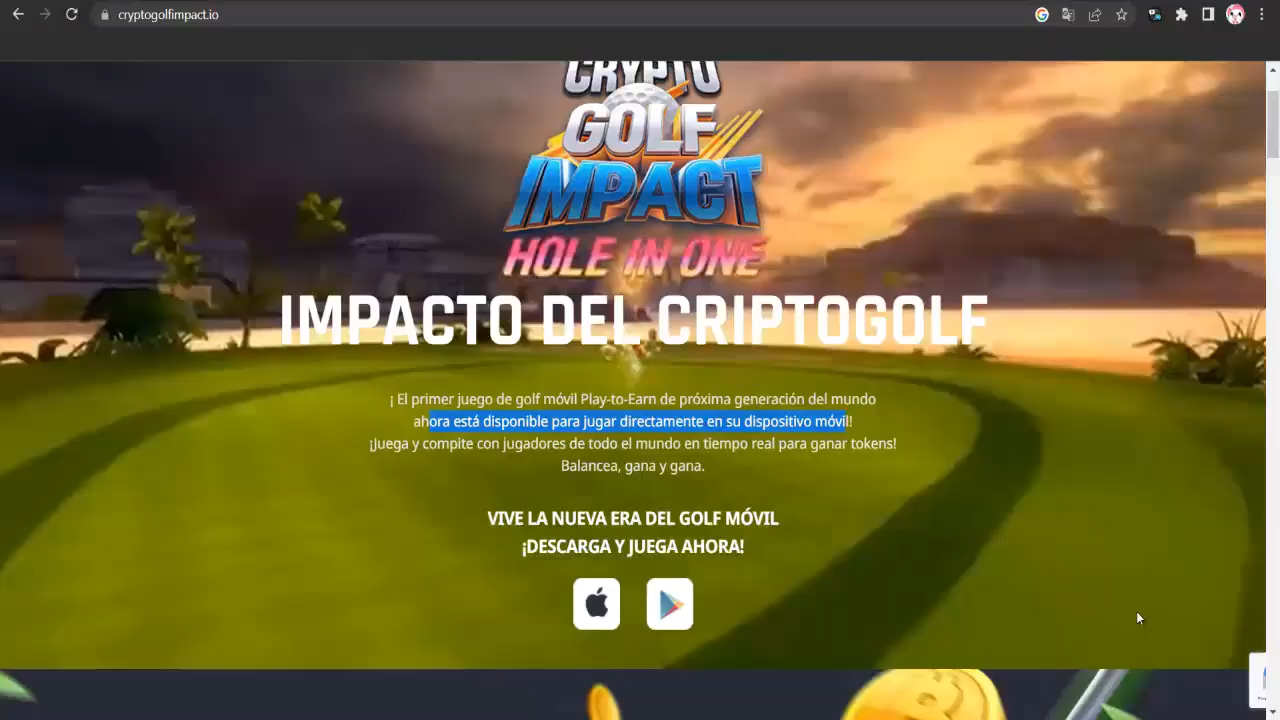 cryptogolfimpact.io
CRYPTO
GOLF
IMPACT
HOLE IN ONE
IMPACTO DEL CRIPTOGOLF
¡ El primer juego de golf móvil Play-to-Earn de próxima generación del mundo
ahora está disponible para jugar directamente en su dispositivo móvil!
¡Juega y compite con jugadores de todo el mundo en tiempo real para ganar tokens!
Balancea, gana y gana.
VIVE LA NUEVA ERA DEL GOLF MÓVIL
¡DESCARGA Y JUEGA AHORA!